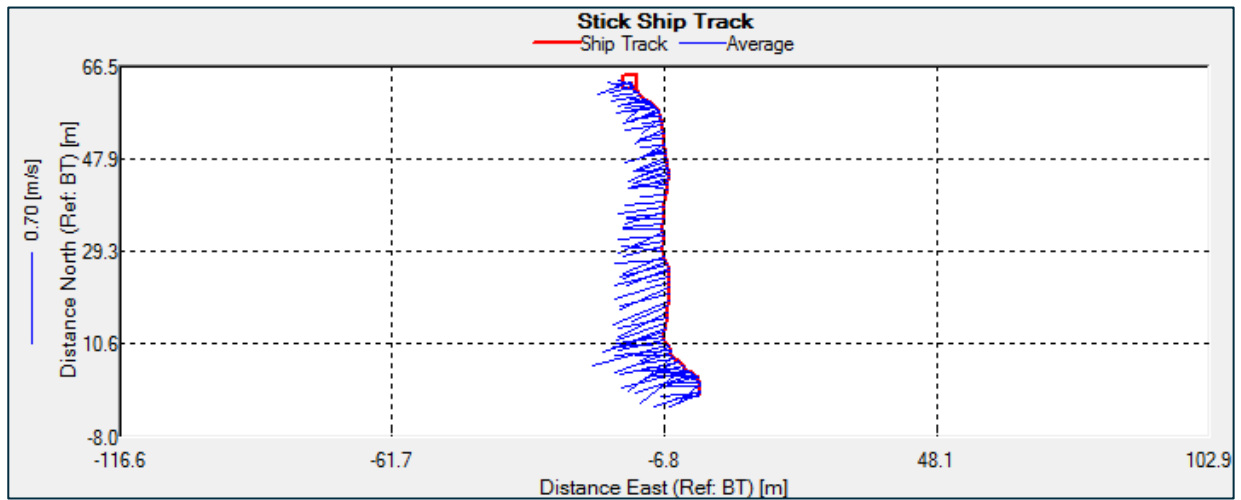 Stick Ship Track
Ship Track Average
66.5
47.9
29.3
10.6
-8.0
Distance North (Ref: BT) [m]
0.70 [m/s]
-116.6 -61.7 -6.8 48.1 102.9
Distance East (Ref: BT) [m]